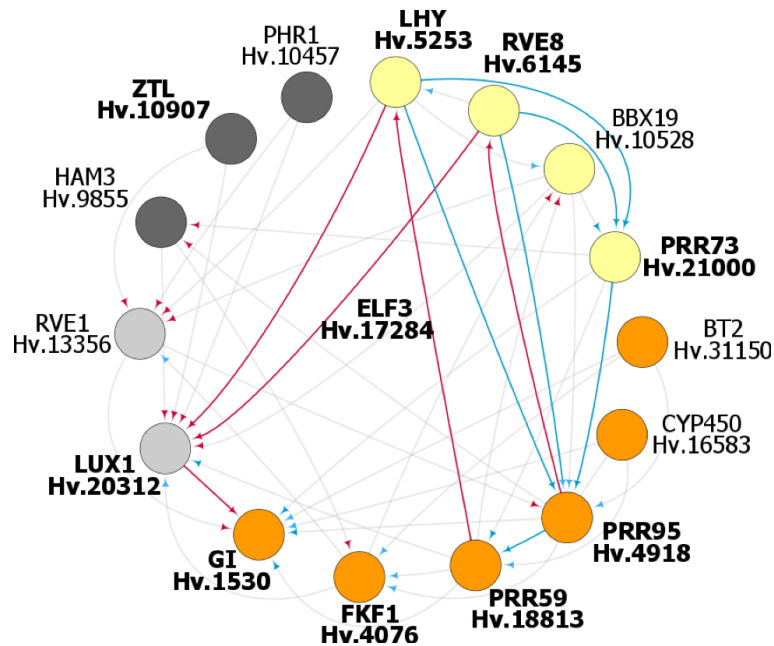 LHY
Hv.5253
PHR1
Hv.10457
RVE8
Hv.6145
ZTL
Hv.10907
BBX19
Hv.10528
HAM3
Hv.9855
PRR73
Hv.21000
ELF3
Hv.17284
RVE1
Hv.13356
BT2
Hv.31150
CYP450
Hv.16583
LUX1
Hv.20312
PRR95
Hv.4918
GI
Hv.1530
PRR59
Hv.18813
FKF1
Hv.4076